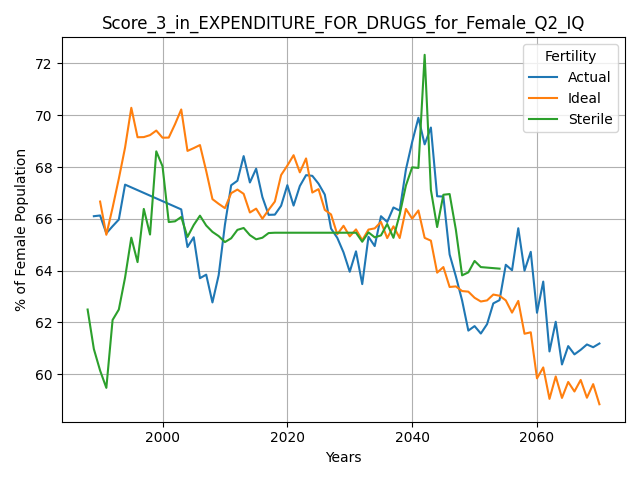 Score_3_in_EXPENDITURE_FOR_DRUGS_for_Female_Q2_IQ
Fertility
Actual
Ideal
Sterile
% of Female Population
72
70
68
66
64
62
60
2000
2020
2040
2060
Years